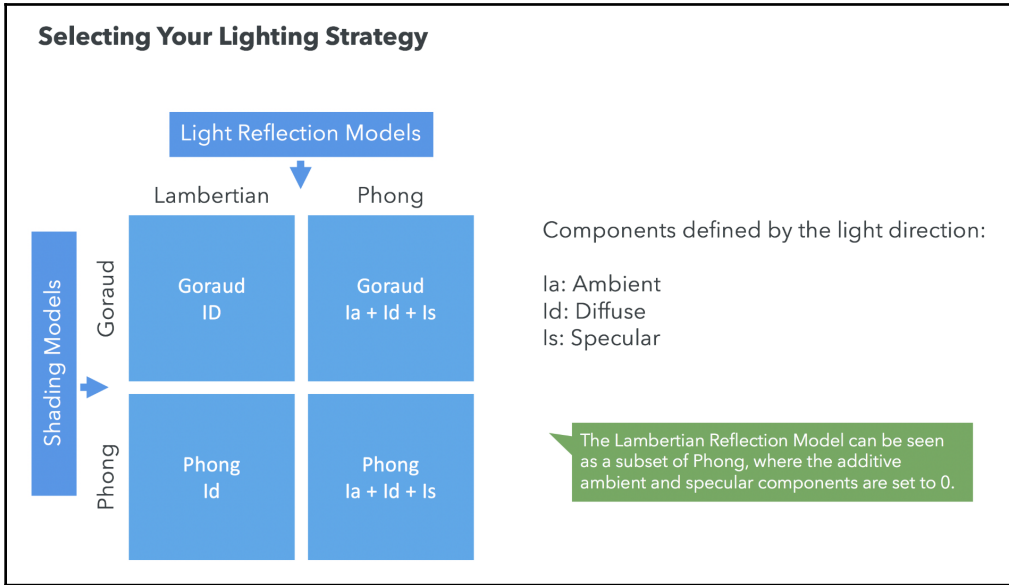 Selecting Your Lighting Strategy
Light Reflection Models
Lambertian
Phong
Shading Models
Goraud
Goraud
ID
Goraud
Ia + Id + Is
Phong
Phong
Id
Phong
Ia + Id + Is
Components defined by the light direction:
Ia: Ambient
Id: Diffuse
Is: Specular
The Lambertian Reflection Model can be seen
as a subset of Phong, where the additive
ambient and specular components are set to 0.